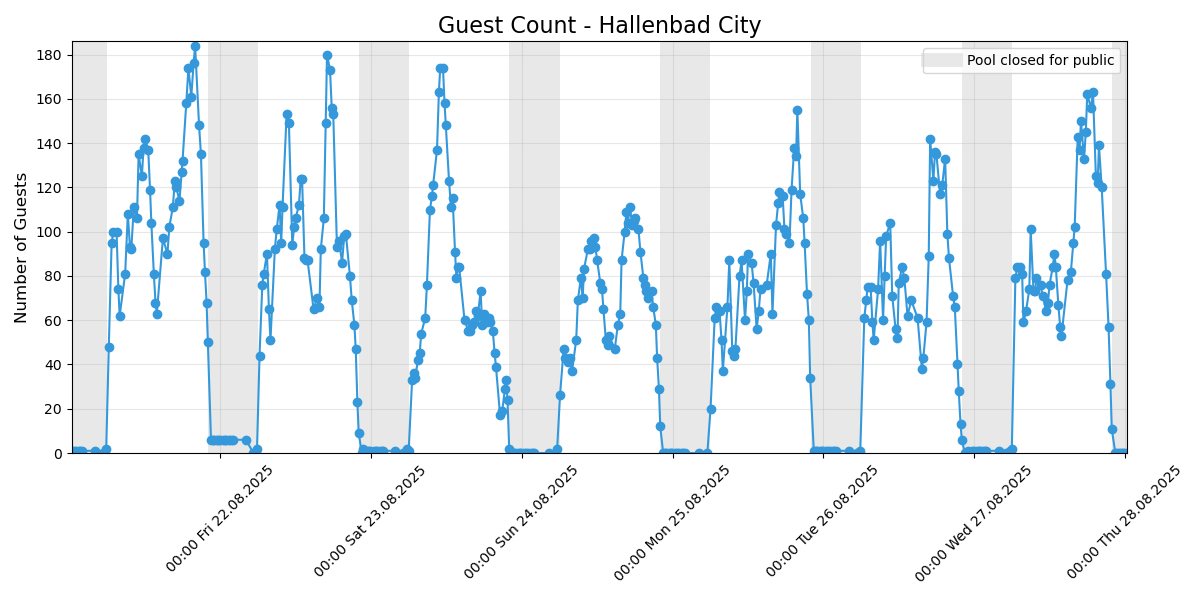 Guest Count - Hallenbad City
Pool closed for public
Number of Guests
180
160
140
120
100
80
60
40
20
0
00:00 Fri 22.08.2025
00:00 Sat 23.08.2025
00:00 Sun 24.08.2025
00:00 Mon 25.08.2025
00:00 Tue 26.08.2025
00:00 Wed 27.08.2025
00:00 Thu 28.08.2025